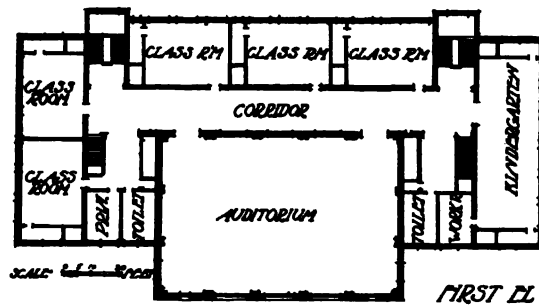 CLASS RM
CLASS RM
CLASS RM
CLASS
ROOM
CORRIDOR
KINDERGARTEN
CLASS
ROOM
AUDITORIUM
PRIN.
TOILET
TOILET
WORK R
SCALE
FEET
FIRST FL